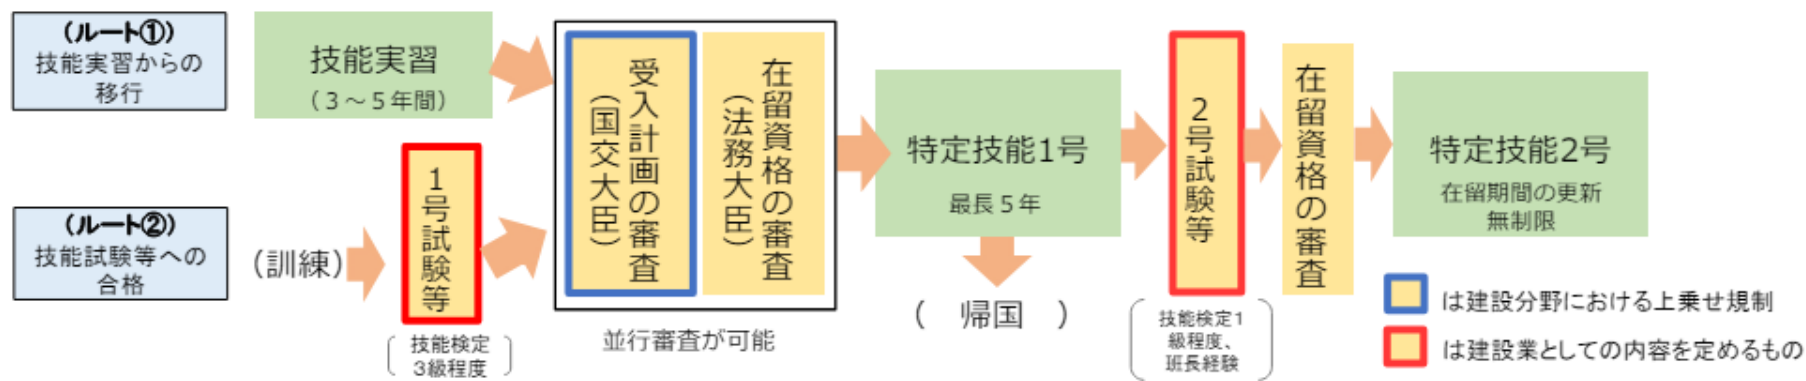 （ルート①）
技能実習からの
移行
技能実習
（３～５年間）
（ルート②）
技能試験等への
合格
（訓練）
1号試験等
技能検定
３級程度
受入計画の審査
（国交大臣）
在留資格の審査
（法務大臣）
並行審査が可能
特定技能1号
最長５年
（　帰国　）
2号試験等
技能検定1
級程度、
班長経験
在留資格の審査
特定技能2号
在留期間の更新
無制限
は建設分野における上乗せ規制
は建設業としての内容を定めるもの